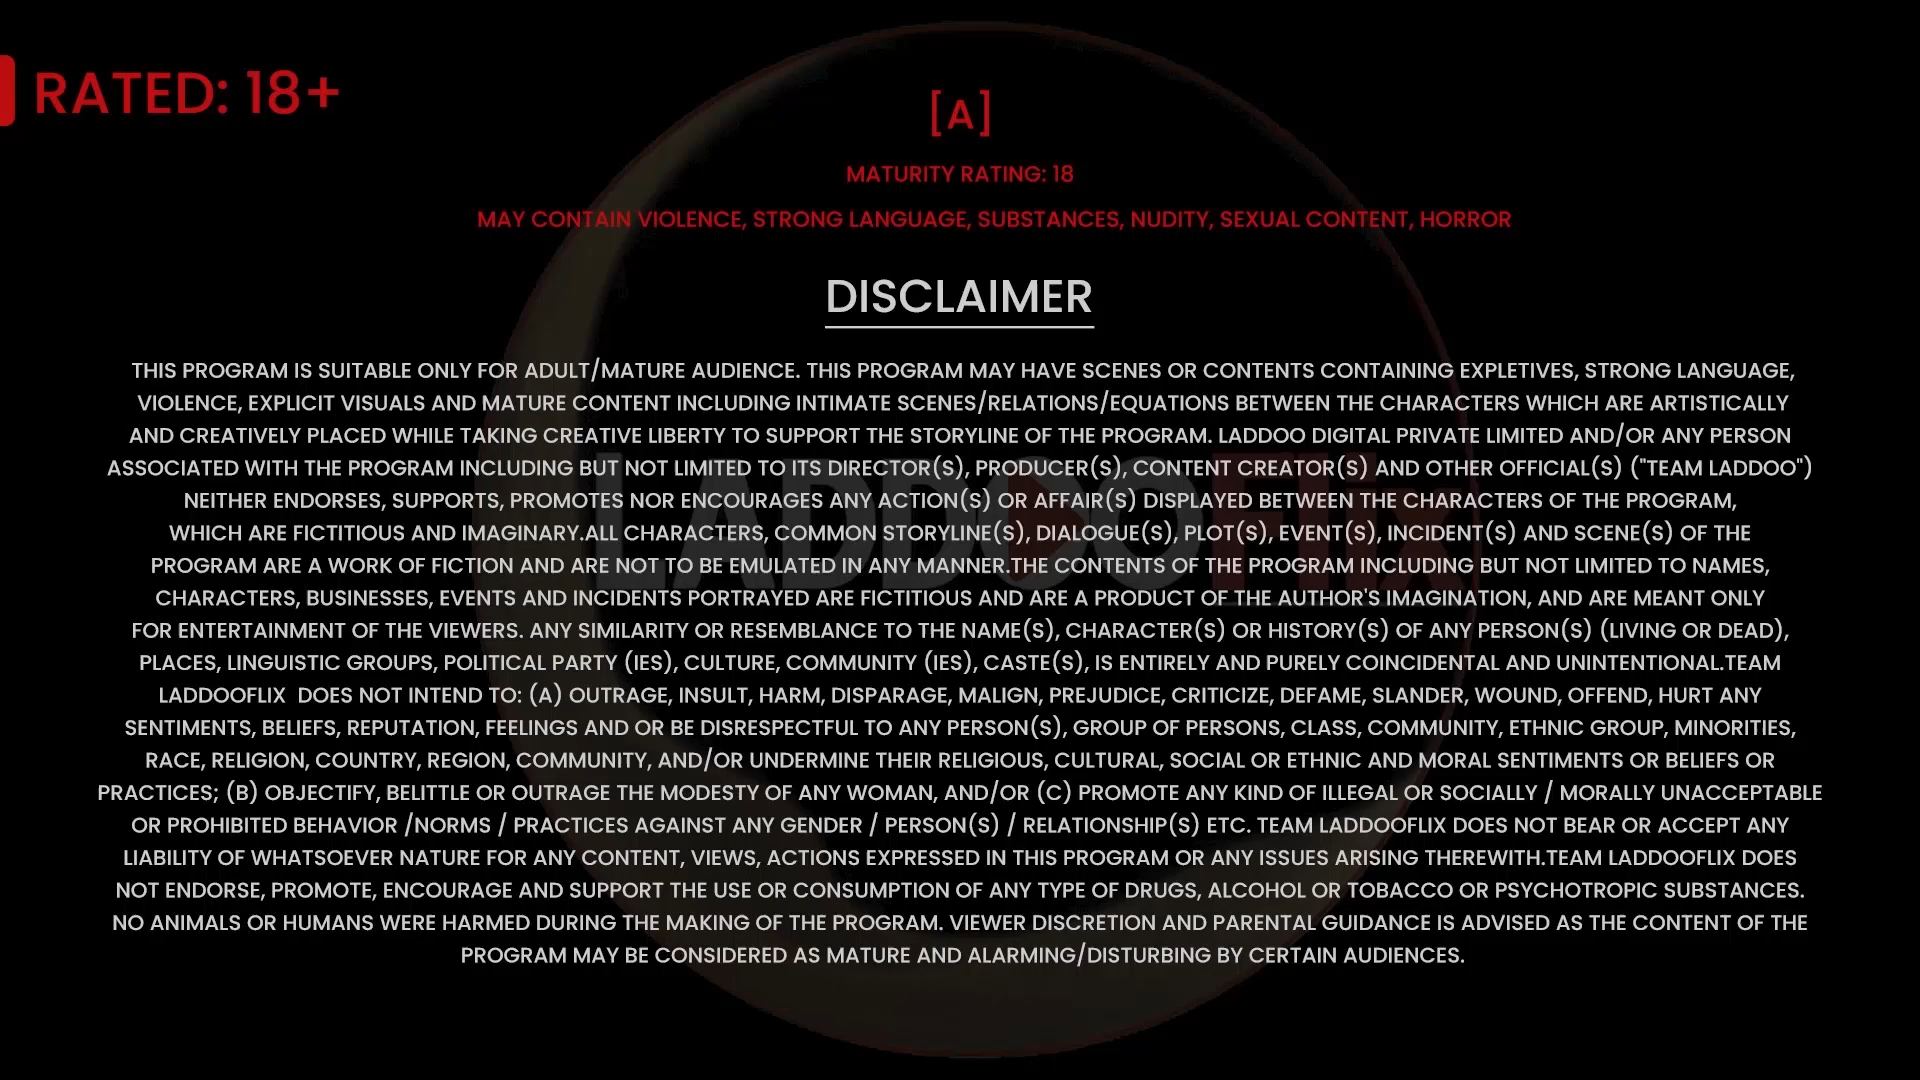 RATED: 18+
[A]
MATURITY RATING: 18
MAY CONTAIN VIOLENCE, STRONG LANGUAGE, SUBSTANCES, NUDITY, SEXUAL CONTENT, HORROR
DISCLAIMER
THIS PROGRAM IS SUITABLE ONLY FOR ADULT/MATURE AUDIENCE. THIS PROGRAM MAY HAVE SCENES OR CONTENTS CONTAINING EXPLETIVES, STRONG LANGUAGE,
VIOLENCE, EXPLICIT VISUALS AND MATURE CONTENT INCLUDING INTIMATE SCENES/RELATIONS/EQUATIONS BETWEEN THE CHARACTERS WHICH ARE ARTISTICALLY
AND CREATIVELY PLACED WHILE TAKING CREATIVE LIBERTY TO SUPPORT THE STORYLINE OF THE PROGRAM. LADDOO DIGITAL PRIVATE LIMITED AND/OR ANY PERSON
ASSOCIATED WITH THE PROGRAM INCLUDING BUT NOT LIMITED TO ITS DIRECTOR(S), PRODUCER(S), CONTENT CREATOR(S) AND OTHER OFFICIAL(S) ("TEAM LADDOO")
NEITHER ENDORSES, SUPPORTS, PROMOTES NOR ENCOURAGES ANY ACTION(S) OR AFFAIR(S) DISPLAYED BETWEEN THE CHARACTERS OF THE PROGRAM,
WHICH ARE FICTITIOUS AND IMAGINARY.ALL CHARACTERS, COMMON STORYLINE(S), DIALOGUE(S), PLOT(S), EVENT(S), INCIDENT(S) AND SCENE(S) OF THE
PROGRAM ARE A WORK OF FICTION AND ARE NOT TO BE EMULATED IN ANY MANNER.THE CONTENTS OF THE PROGRAM INCLUDING BUT NOT LIMITED TO NAMES,
CHARACTERS, BUSINESSES, EVENTS AND INCIDENTS PORTRAYED ARE FICTITIOUS AND ARE A PRODUCT OF THE AUTHOR'S IMAGINATION, AND ARE MEANT ONLY
FOR ENTERTAINMENT OF THE VIEWERS. ANY SIMILARITY OR RESEMBLANCE TO THE NAME(S), CHARACTER(S) OR HISTORY(S) OF ANY PERSON(S) (LIVING OR DEAD),
PLACES, LINGUISTIC GROUPS, POLITICAL PARTY (IES), CULTURE, COMMUNITY (IES), CASTE(S), IS ENTIRELY AND PURELY COINCIDENTAL AND UNINTENTIONAL.TEAM
LADDOOFLIX DOES NOT INTEND TO: (A) OUTRAGE, INSULT, HARM, DISPARAGE, MALIGN, PREJUDICE, CRITICIZE, DEFAME, SLANDER, WOUND, OFFEND, HURT ANY
SENTIMENTS, BELIEFS, REPUTATION, FEELINGS AND OR BE DISRESPECTFUL TO ANY PERSON(S), GROUP OF PERSONS, CLASS, COMMUNITY, ETHNIC GROUP, MINORITIES,
RACE, RELIGION, COUNTRY, REGION, COMMUNITY, AND/OR UNDERMINE THEIR RELIGIOUS, CULTURAL, SOCIAL OR ETHNIC AND MORAL SENTIMENTS OR BELIEFS OR
PRACTICES; (B) OBJECTIFY, BELITTLE OR OUTRAGE THE MODESTY OF ANY WOMAN, AND/OR (C) PROMOTE ANY KIND OF ILLEGAL OR SOCIALLY / MORALLY UNACCEPTABLE
OR PROHIBITED BEHAVIOR /NORMS / PRACTICES AGAINST ANY GENDER / PERSON(S) / RELATIONSHIP(S) ETC. TEAM LADDOOFLIX DOES NOT BEAR OR ACCEPT ANY
LIABILITY OF WHATSOEVER NATURE FOR ANY CONTENT, VIEWS, ACTIONS EXPRESSED IN THIS PROGRAM OR ANY ISSUES ARISING THEREWITH.TEAM LADDOOFLIX DOES
NOT ENDORSE, PROMOTE, ENCOURAGE AND SUPPORT THE USE OR CONSUMPTION OF ANY TYPE OF DRUGS, ALCOHOL OR TOBACCO OR PSYCHOTROPIC SUBSTANCES.
NO ANIMALS OR HUMANS WERE HARMED DURING THE MAKING OF THE PROGRAM. VIEWER DISCRETION AND PARENTAL GUIDANCE IS ADVISED AS THE CONTENT OF THE
PROGRAM MAY BE CONSIDERED AS MATURE AND ALARMING/DISTURBING BY CERTAIN AUDIENCES.
LADDOOFlix